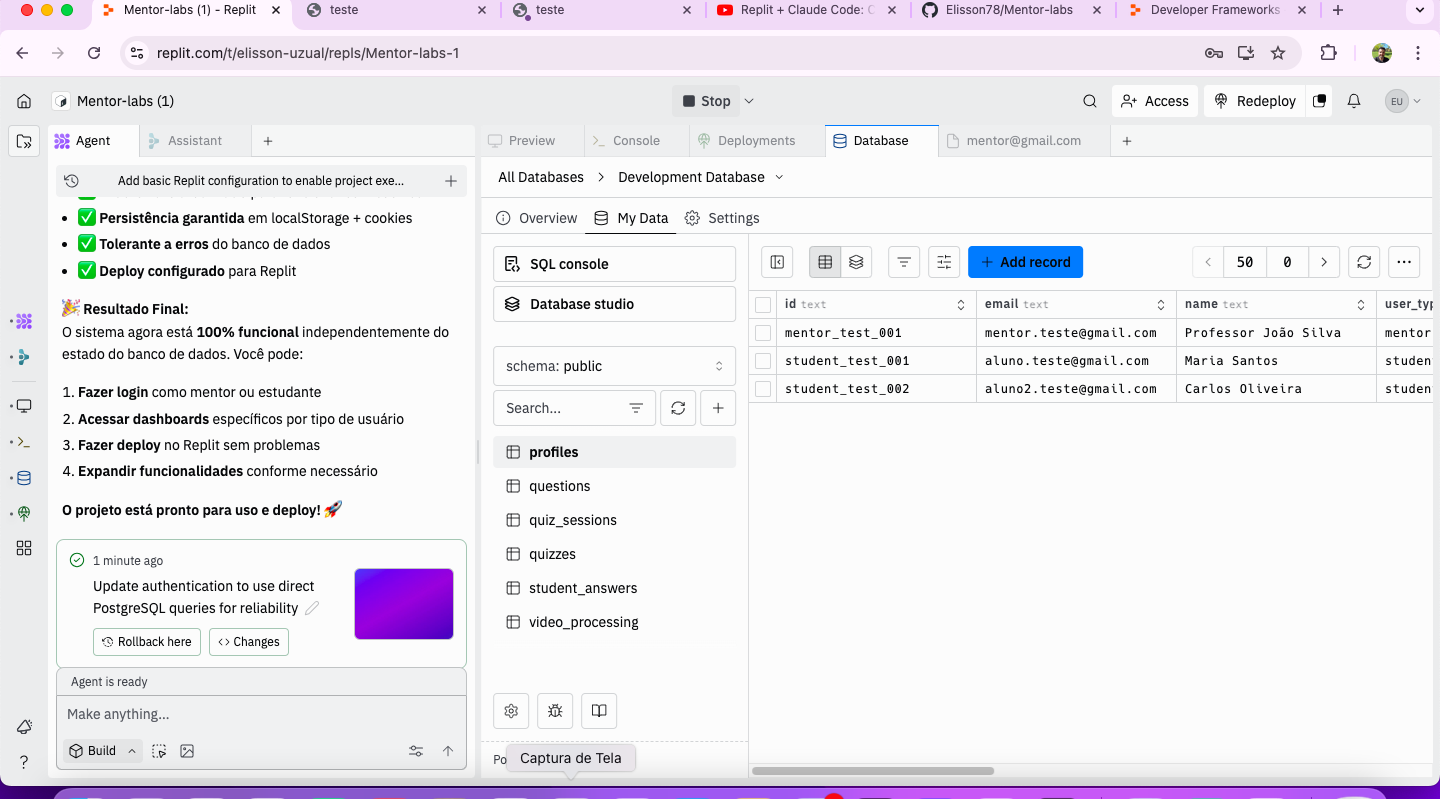 Mentor-labs (1) - Replit
teste
teste
Replit + Claude Code: C
Elisson78/Mentor-labs
Developer Frameworks
replit.com/t/elisson-uzual/repls/Mentor-labs-1
Mentor-labs (1)
Stop
Access
Redeploy
EU
Agent
Assistant
Preview
Console
Deployments
Database
mentor@gmail.com
Add basic Replit configuration to enable project exe...
Persistência garantida em localStorage + cookies
Tolerante a erros do banco de dados
Deploy configurado para Replit
Resultado Final:
O sistema agora está 100% funcional independentemente do
estado do banco de dados. Você pode:
1. Fazer login como mentor ou estudante
2. Acessar dashboards específicos por tipo de usuário
3. Fazer deploy no Replit sem problemas
4. Expandir funcionalidades conforme necessário
O projeto está pronto para uso e deploy!
1 minute ago
Update authentication to use direct
PostgreSQL queries for reliability
Rollback here
Changes
Agent is ready
Make anything...
Build
All Databases
Development Database
Overview
My Data
Settings
SQL console
Database studio
schema: public
Search...
profiles
questions
quiz_sessions
quizzes
student_answers
video_processing
Po
Captura de Tela
Add record
50
0
id text
email text
name text
user_typ
mentor_test_001
mentor.teste@gmail.com
Professor João Silva
mentor
student_test_001
aluno.teste@gmail.com
Maria Santos
studen
student_test_002
aluno2.teste@gmail.com
Carlos Oliveira
studen